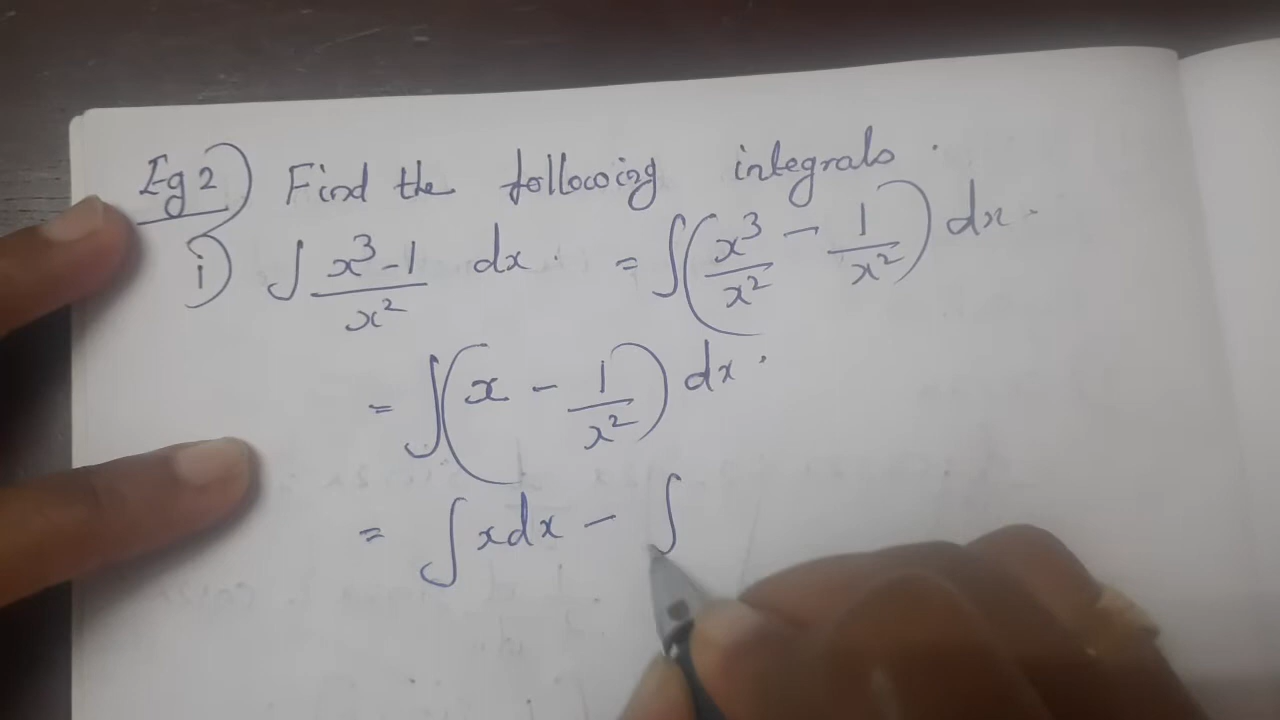 Eg 2) Find the following integrals.
i) ∫ (x³ - 1)/x² dx. = ∫ (x³/x² - 1/x²) dx.
= ∫ (x - 1/x²) dx.
= ∫ x dx - ∫